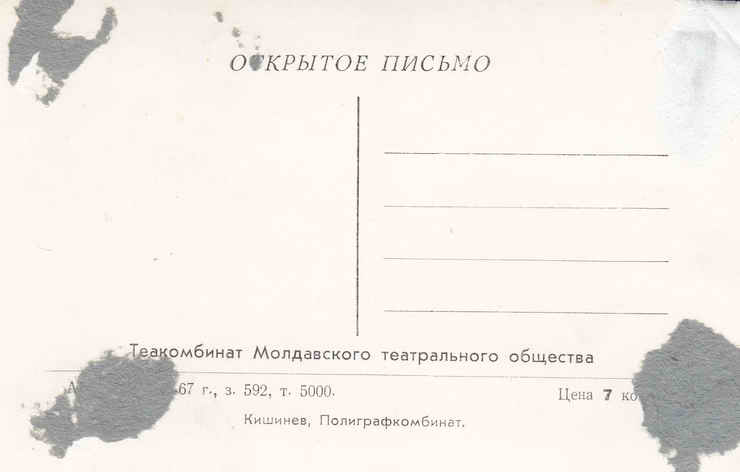 ОТКРЫТОЕ ПИСЬМО
Теакомбинат Молдавского театрального общества
67 г., з. 592, т. 5000.
Цена 7
Кишинев, Полиграфкомбинат.